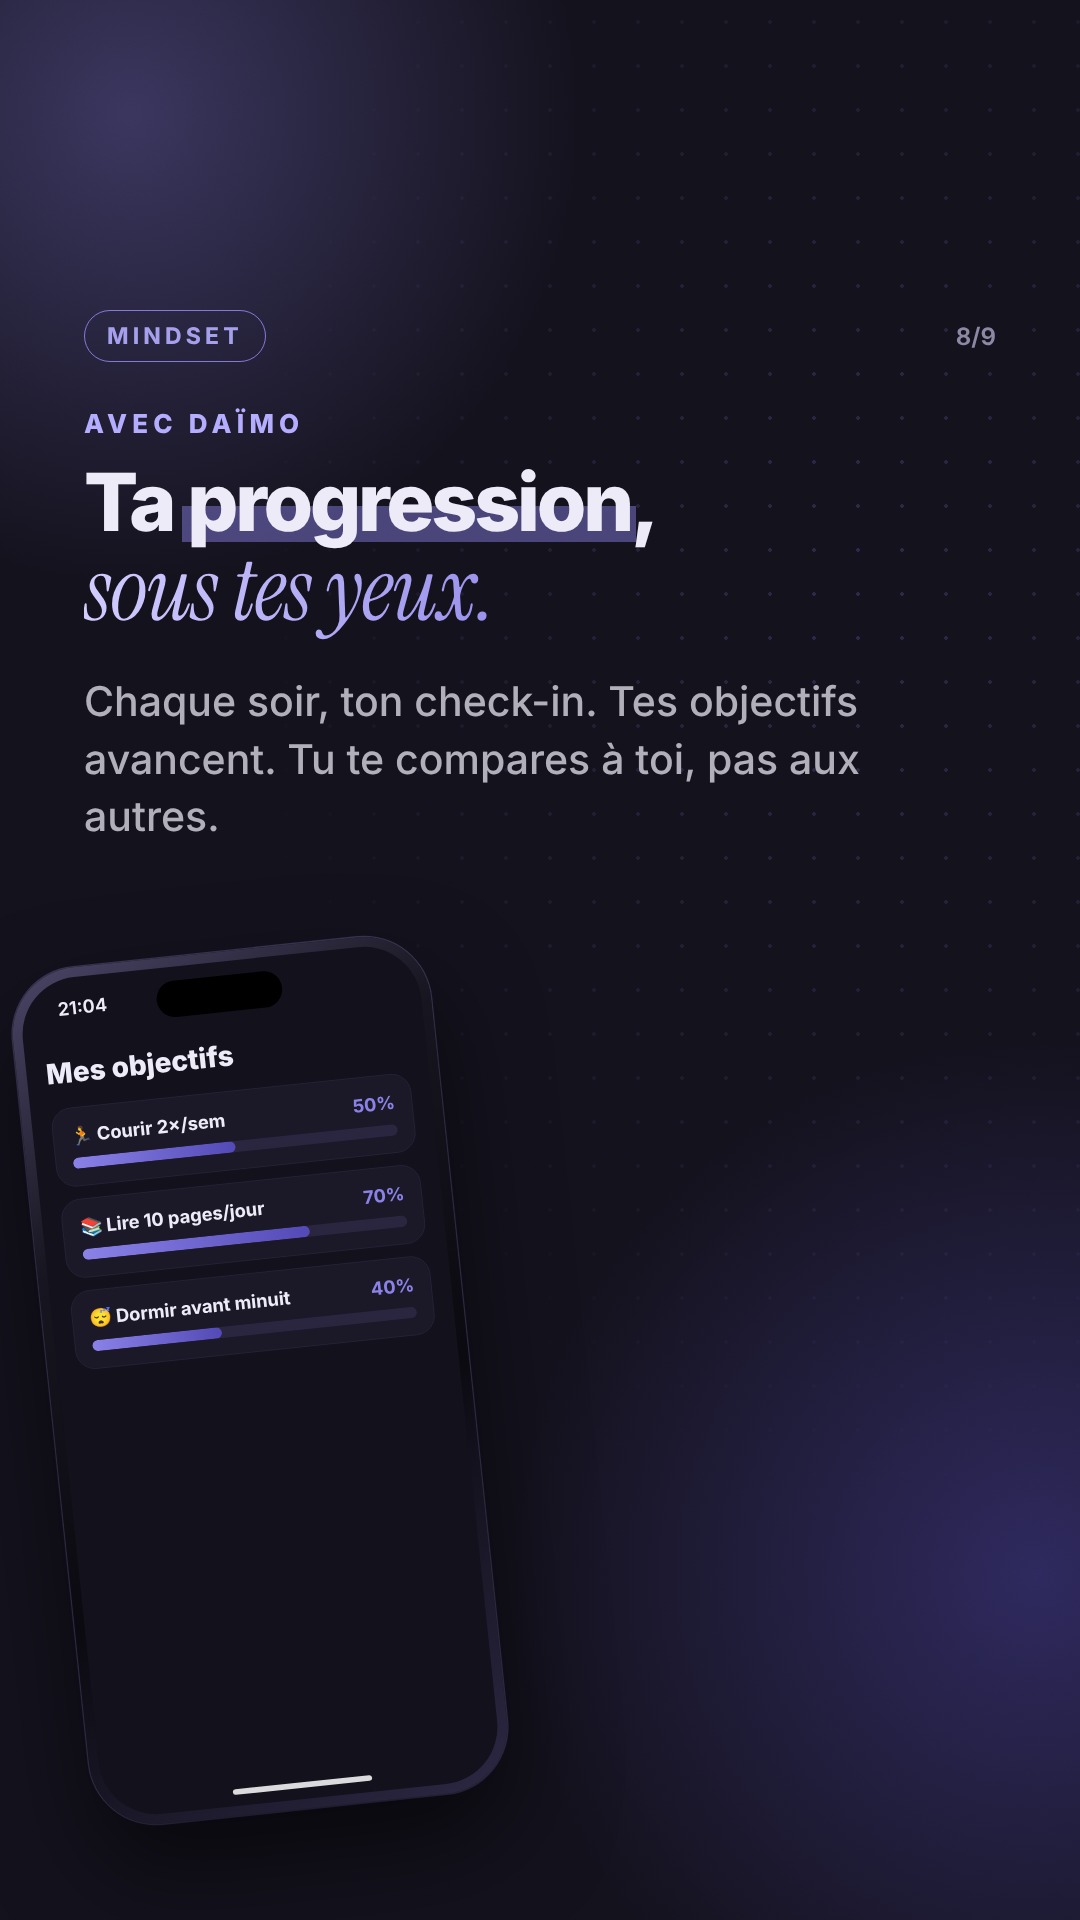 MINDSET
8/9
AVEC DAÏMO
Ta progression,
sous tes yeux.
Chaque soir, ton check-in. Tes objectifs
avancent. Tu te compares à toi, pas aux
autres.
21:04
Mes objectifs
🏃 Courir 2×/sem 50%
📚 Lire 10 pages/jour 70%
😴 Dormir avant minuit 40%